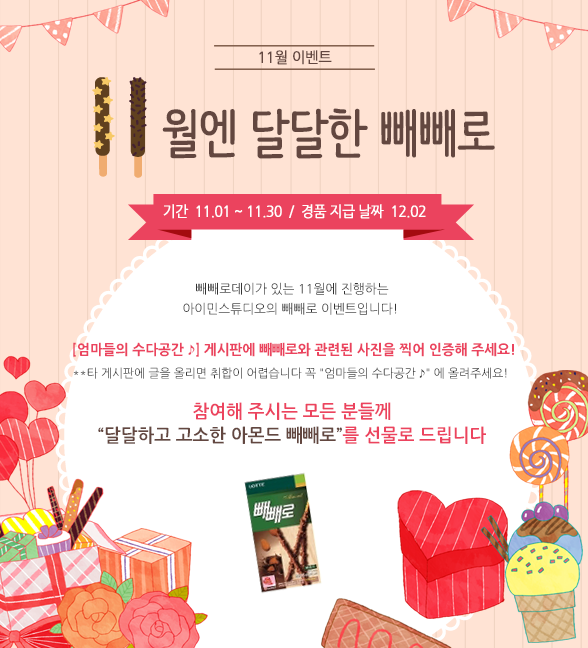 11월 이벤트
월엔 달달한 빼빼로
기간 11.01 ~ 11.30 / 경품 지급 날짜 12.02
빼빼로데이가 있는 11월에 진행하는
아이민스튜디오의 빼빼로 이벤트입니다!
[엄마들의 수다공간 ♪] 게시판에 빼빼로와 관련된 사진을 찍어 인증해 주세요!
**타 게시판에 글을 올리면 취합이 어렵습니다 꼭 "엄마들의 수다공간 ♪" 에 올려주세요!
참여해 주시는 모든 분들께
“달달하고 고소한 아몬드 빼빼로”를 선물로 드립니다
LOTTE
빼빼로